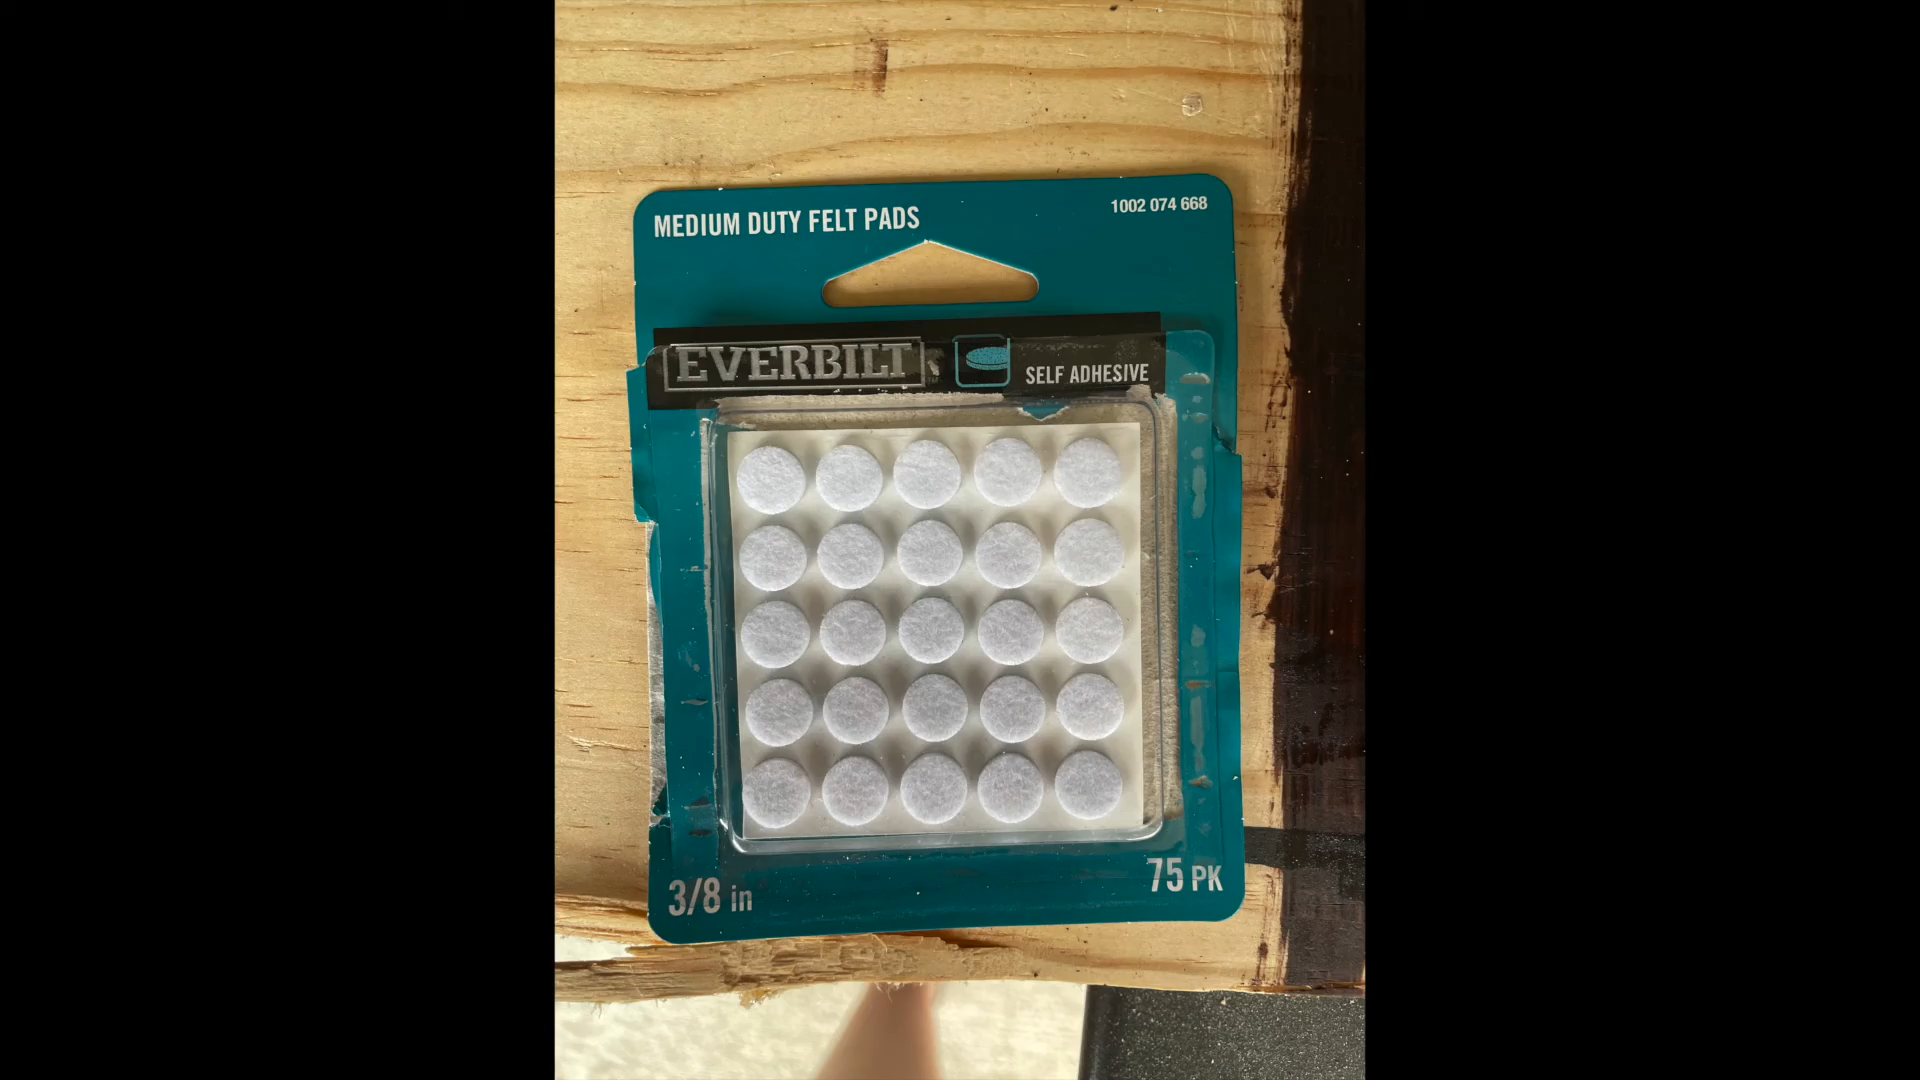 MEDIUM DUTY FELT PADS
1002 074 668
EVERBILT
SELF ADHESIVE
3/8 in
75 PK